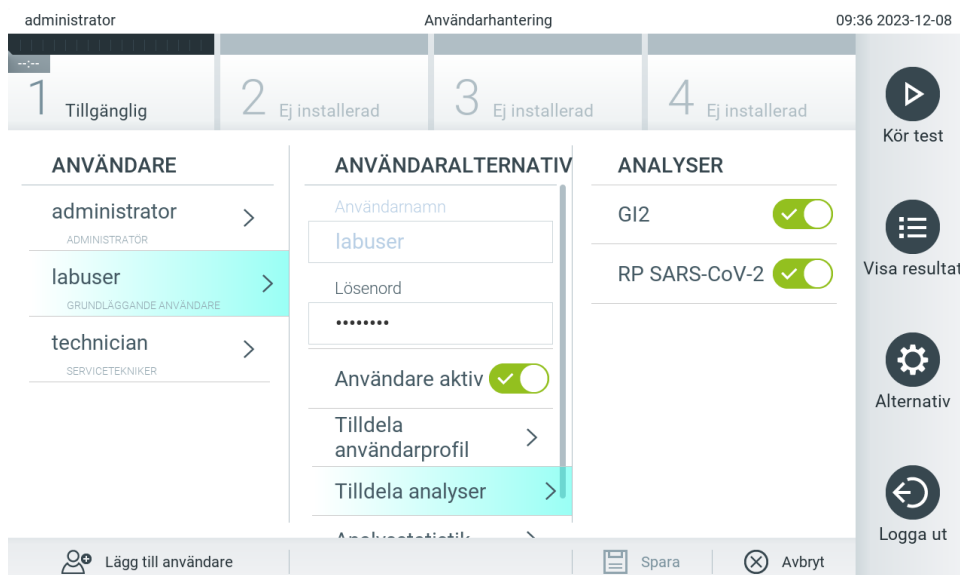 administrator
Användarhantering
09:36 2023-12-08
--:--
1 Tillgänglig
2 Ej installerad
3 Ej installerad
4 Ej installerad
Kör test
Visa resultat
Alternativ
Logga ut
ANVÄNDARE
administrator
ADMINISTRATÖR
labuser
GRUNDLÄGGANDE ANVÄNDARE
technician
SERVICETEKNIKER
ANVÄNDARALTERNATIV
Användarnamn
labuser
Lösenord
••••••••
Användare aktiv
Tilldela
användarprofil
Tilldela analyser
Analysstatistik
ANALYSER
GI2
RP SARS-CoV-2
Lägg till användare
Spara
Avbryt